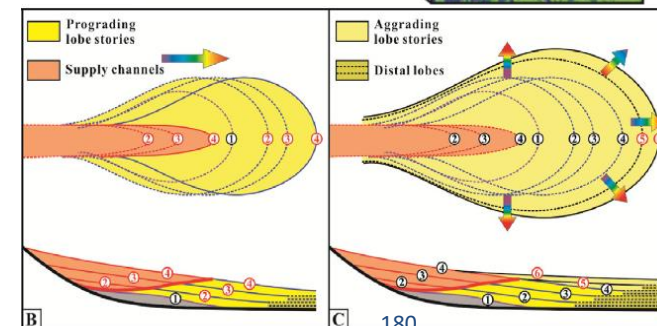 Prograding
lobe stories
Supply channels
② ③ ④ ① ② ③ ④
④
③
②
① ② ③ ④
B
Aggrading
lobe stories
Distal lobes
② ③ ④ ① ② ③ ④ ⑤
④
③
②
⑥
⑤
① ② ③ ④
C
180